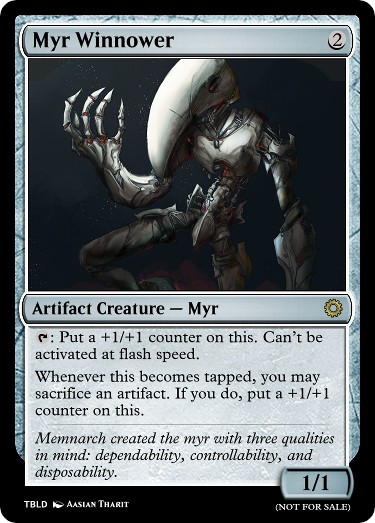 Myr Winnower 2
Artifact Creature — Myr
: Put a +1/+1 counter on this. Can't be
activated at flash speed.
Whenever this becomes tapped, you may
sacrifice an artifact. If you do, put a +1/+1
counter on this.
Memnarch created the myr with three qualities
in mind: dependability, controllability, and
disposability.
1/1
TBLD Aasian Tharit
(NOT FOR SALE)